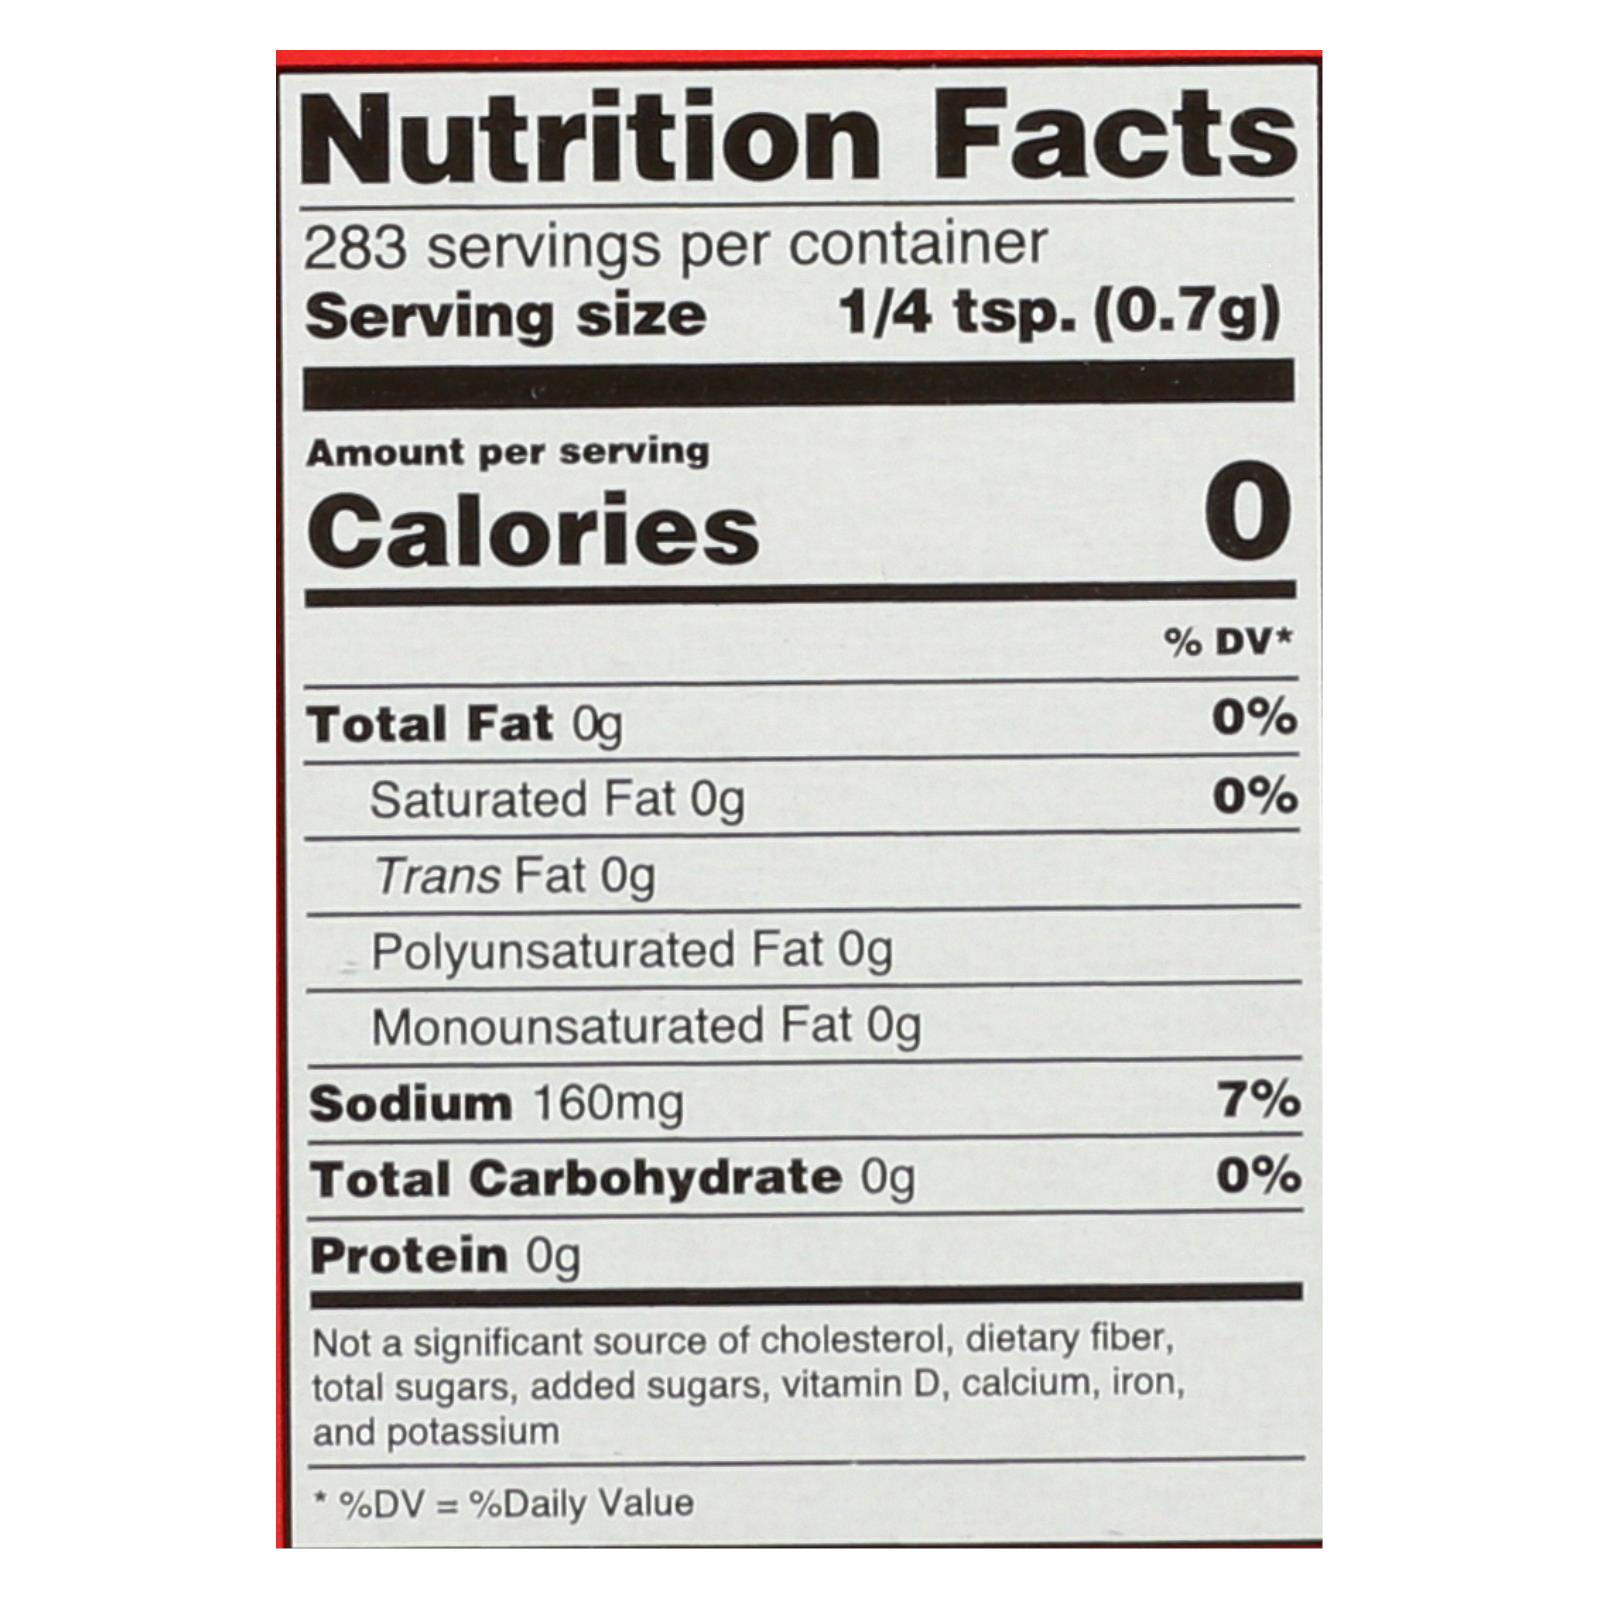 Nutrition Facts
283 servings per container
Serving size 1/4 tsp. (0.7g)
Amount per serving
Calories 0
% DV*
Total Fat 0g 0%
Saturated Fat 0g 0%
Trans Fat 0g
Polyunsaturated Fat 0g
Monounsaturated Fat 0g
Sodium 160mg 7%
Total Carbohydrate 0g 0%
Protein 0g
Not a significant source of cholesterol, dietary fiber,
total sugars, added sugars, vitamin D, calcium, iron,
and potassium
* %DV = %Daily Value